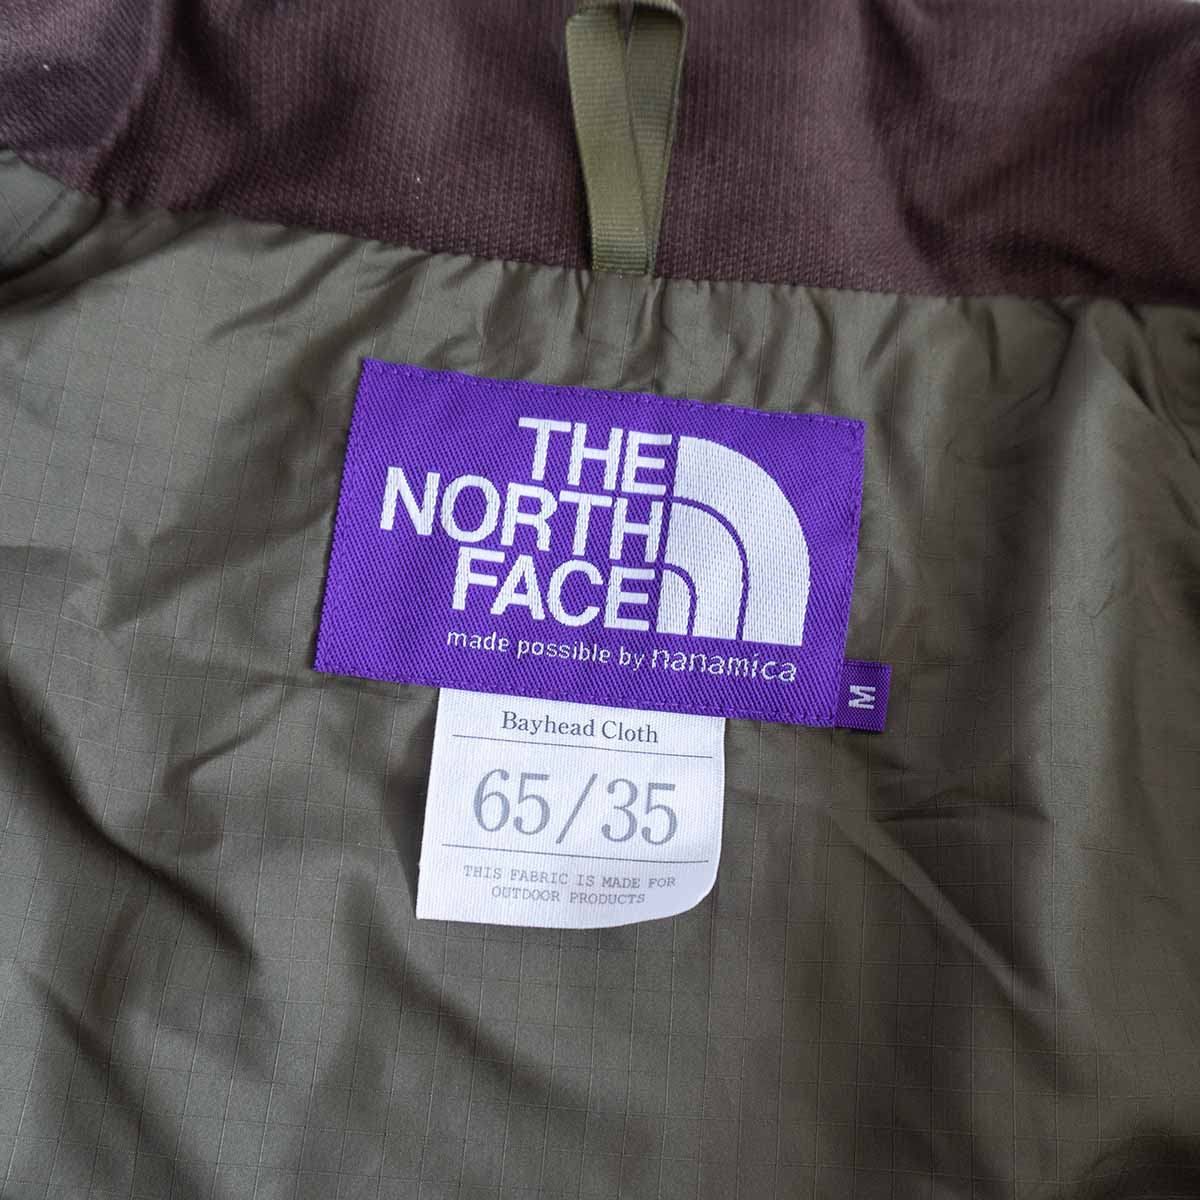 THE
NORTH
FACE
made possible by nanamica
M
Bayhead Cloth
65/35
THIS FABRIC IS MADE FOR
OUTDOOR PRODUCTS